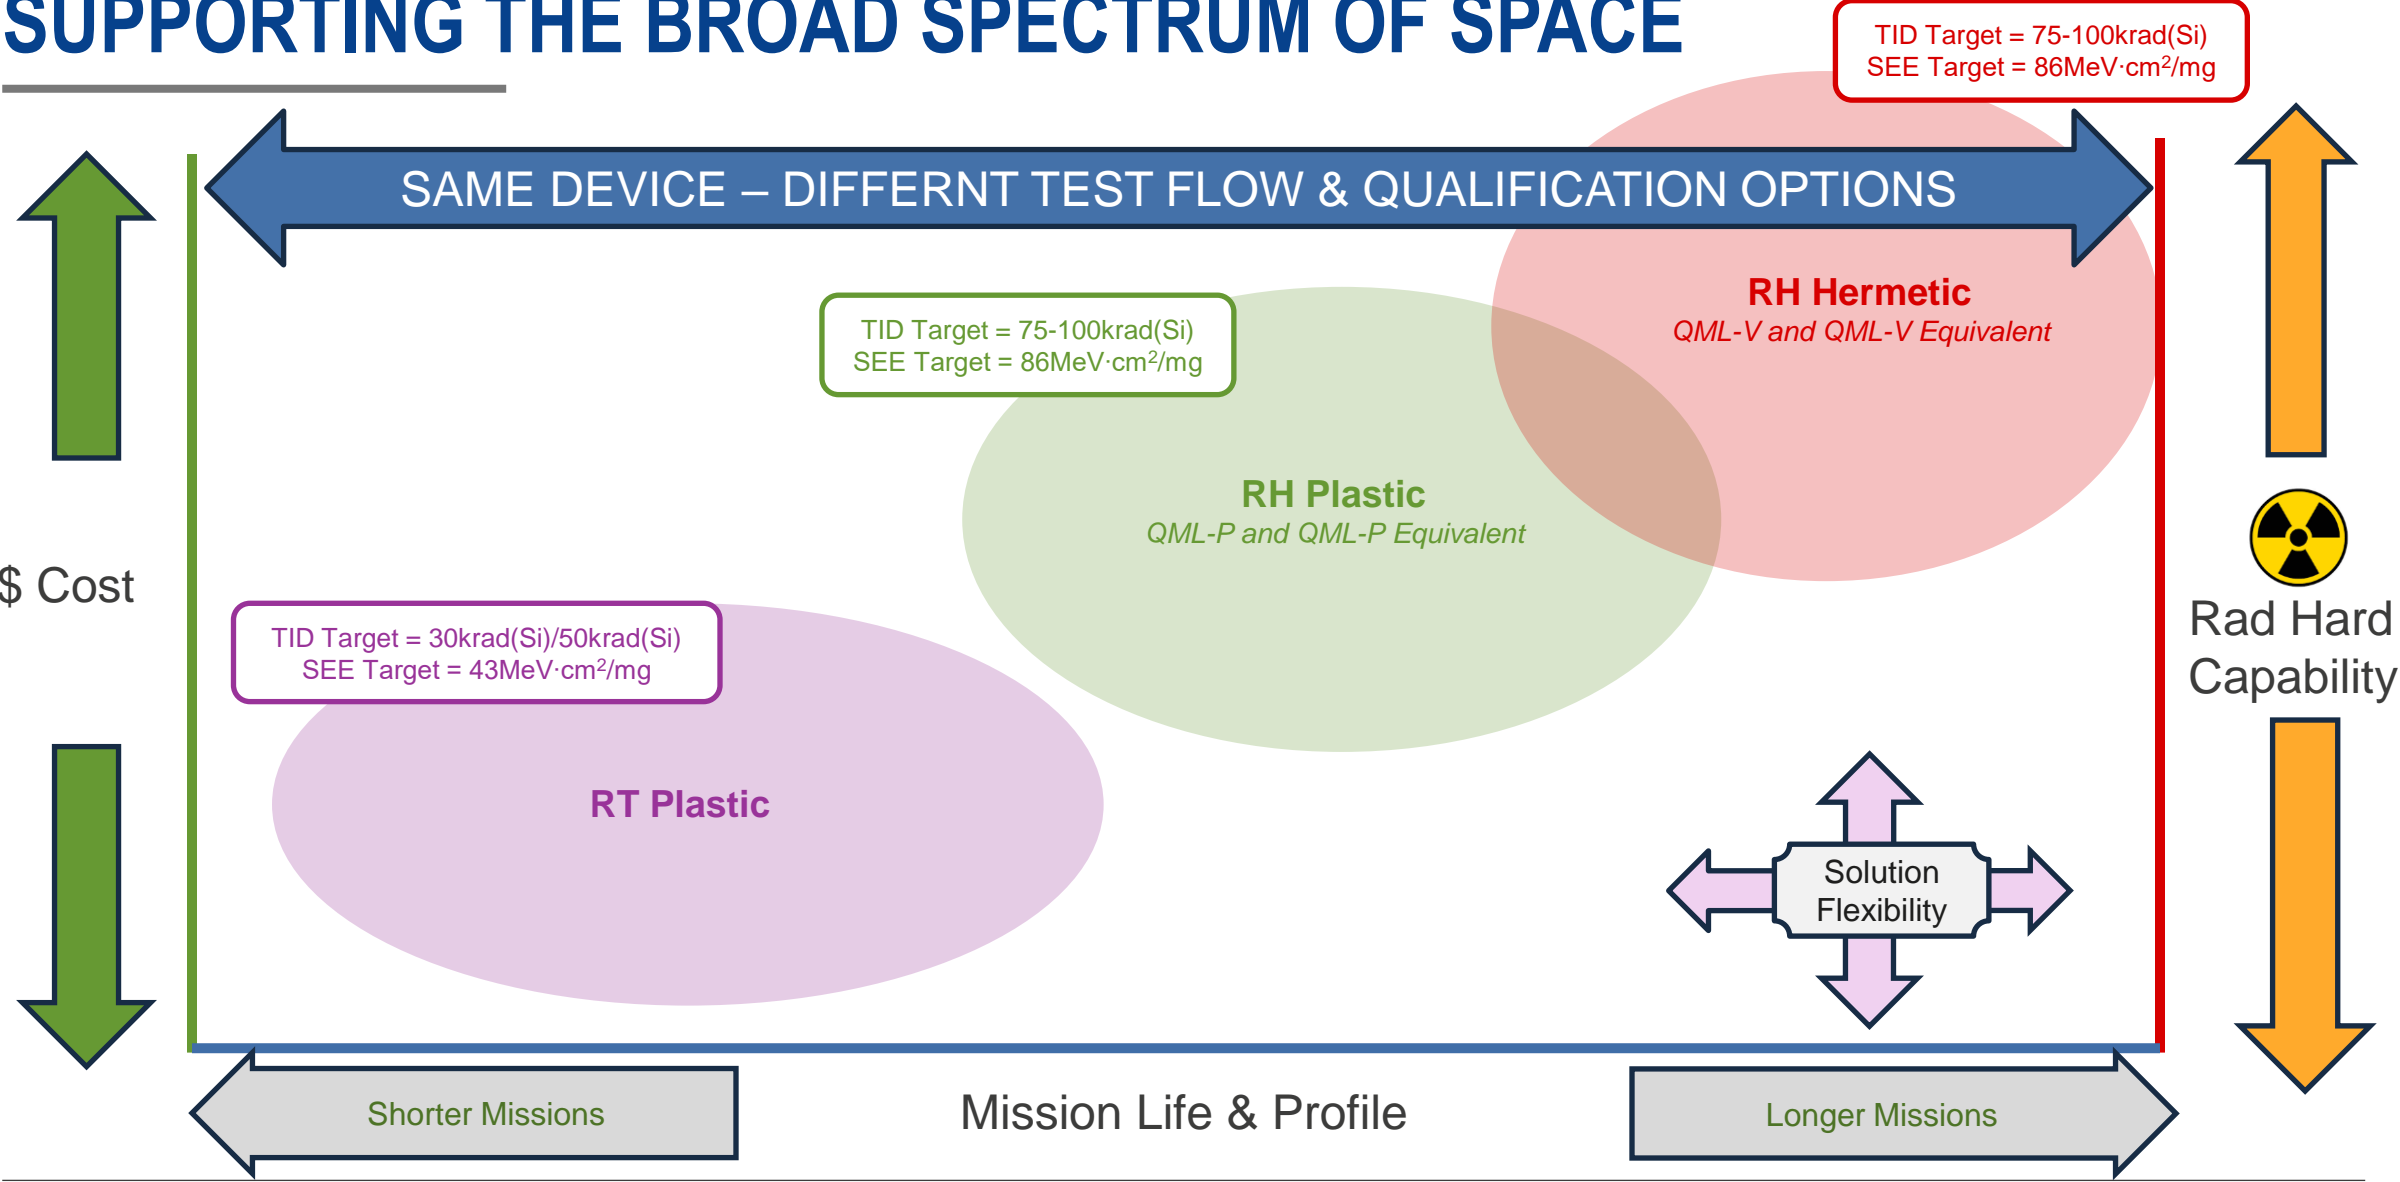 SUPPORTING THE BROAD SPECTRUM OF SPACE
TID Target = 75-100krad(Si)
SEE Target = 86MeV·cm²/mg
SAME DEVICE – DIFFERNT TEST FLOW & QUALIFICATION OPTIONS
RH Hermetic
QML-V and QML-V Equivalent
TID Target = 75-100krad(Si)
SEE Target = 86MeV·cm²/mg
RH Plastic
QML-P and QML-P Equivalent
$ Cost
TID Target = 30krad(Si)/50krad(Si)
SEE Target = 43MeV·cm²/mg
Rad Hard
Capability
RT Plastic
Solution
Flexibility
Shorter Missions
Mission Life & Profile
Longer Missions